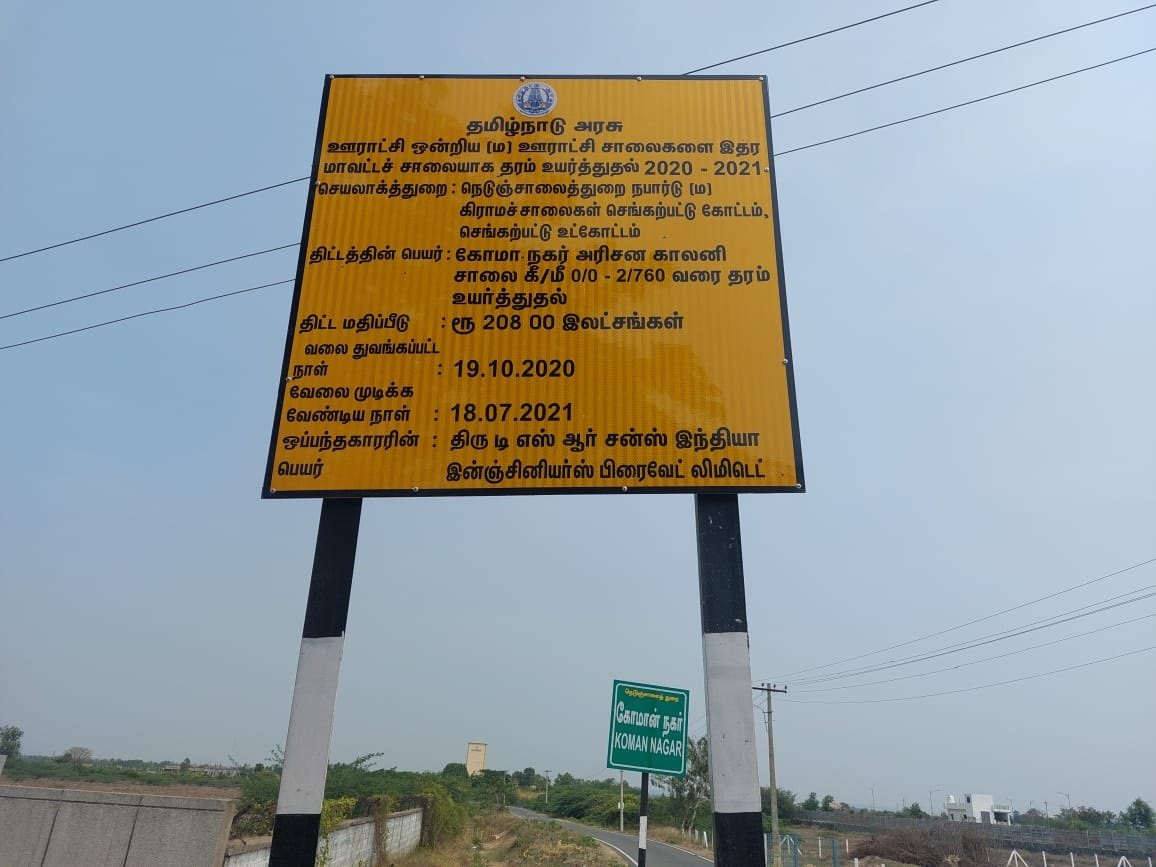 தமிழ்நாடு அரசு
ஊராட்சி ஒன்றிய (ம) ஊராட்சி சாலைகளை இதர
மாவட்டச் சாலையாக தரம் உயர்த்துதல் 2020 - 2021
செயலாக்த்துறை : நெடுஞ்சாலைத்துறை நபார்டு (ம)
கிராமச்சாலைகள் செங்கற்பட்டு கோட்டம்,
செங்கற்பட்டு உட்கோட்டம்
திட்டத்தின் பெயர் : கோமா நகர் அரிசன காலனி
சாலை கீ/மீ 0/0 - 2/760 வரை தரம்
உயர்த்துதல்
திட்ட மதிப்பீடு : ரூ 208 00 இலட்சங்கள்
வலை துவங்கப்பட்ட
நாள் : 19.10.2020
வேலை முடிக்க
வேண்டிய நாள் : 18.07.2021
ஒப்பந்தகாரரின் : திரு டி எஸ் ஆர் சன்ஸ் இந்தியா
பெயர் இன்ஞ்சினியர்ஸ் பிரைவேட் லிமிடெட்
நெடுஞ்சாலைத் துறை
கோமான் நகர்
KOMAN NAGAR